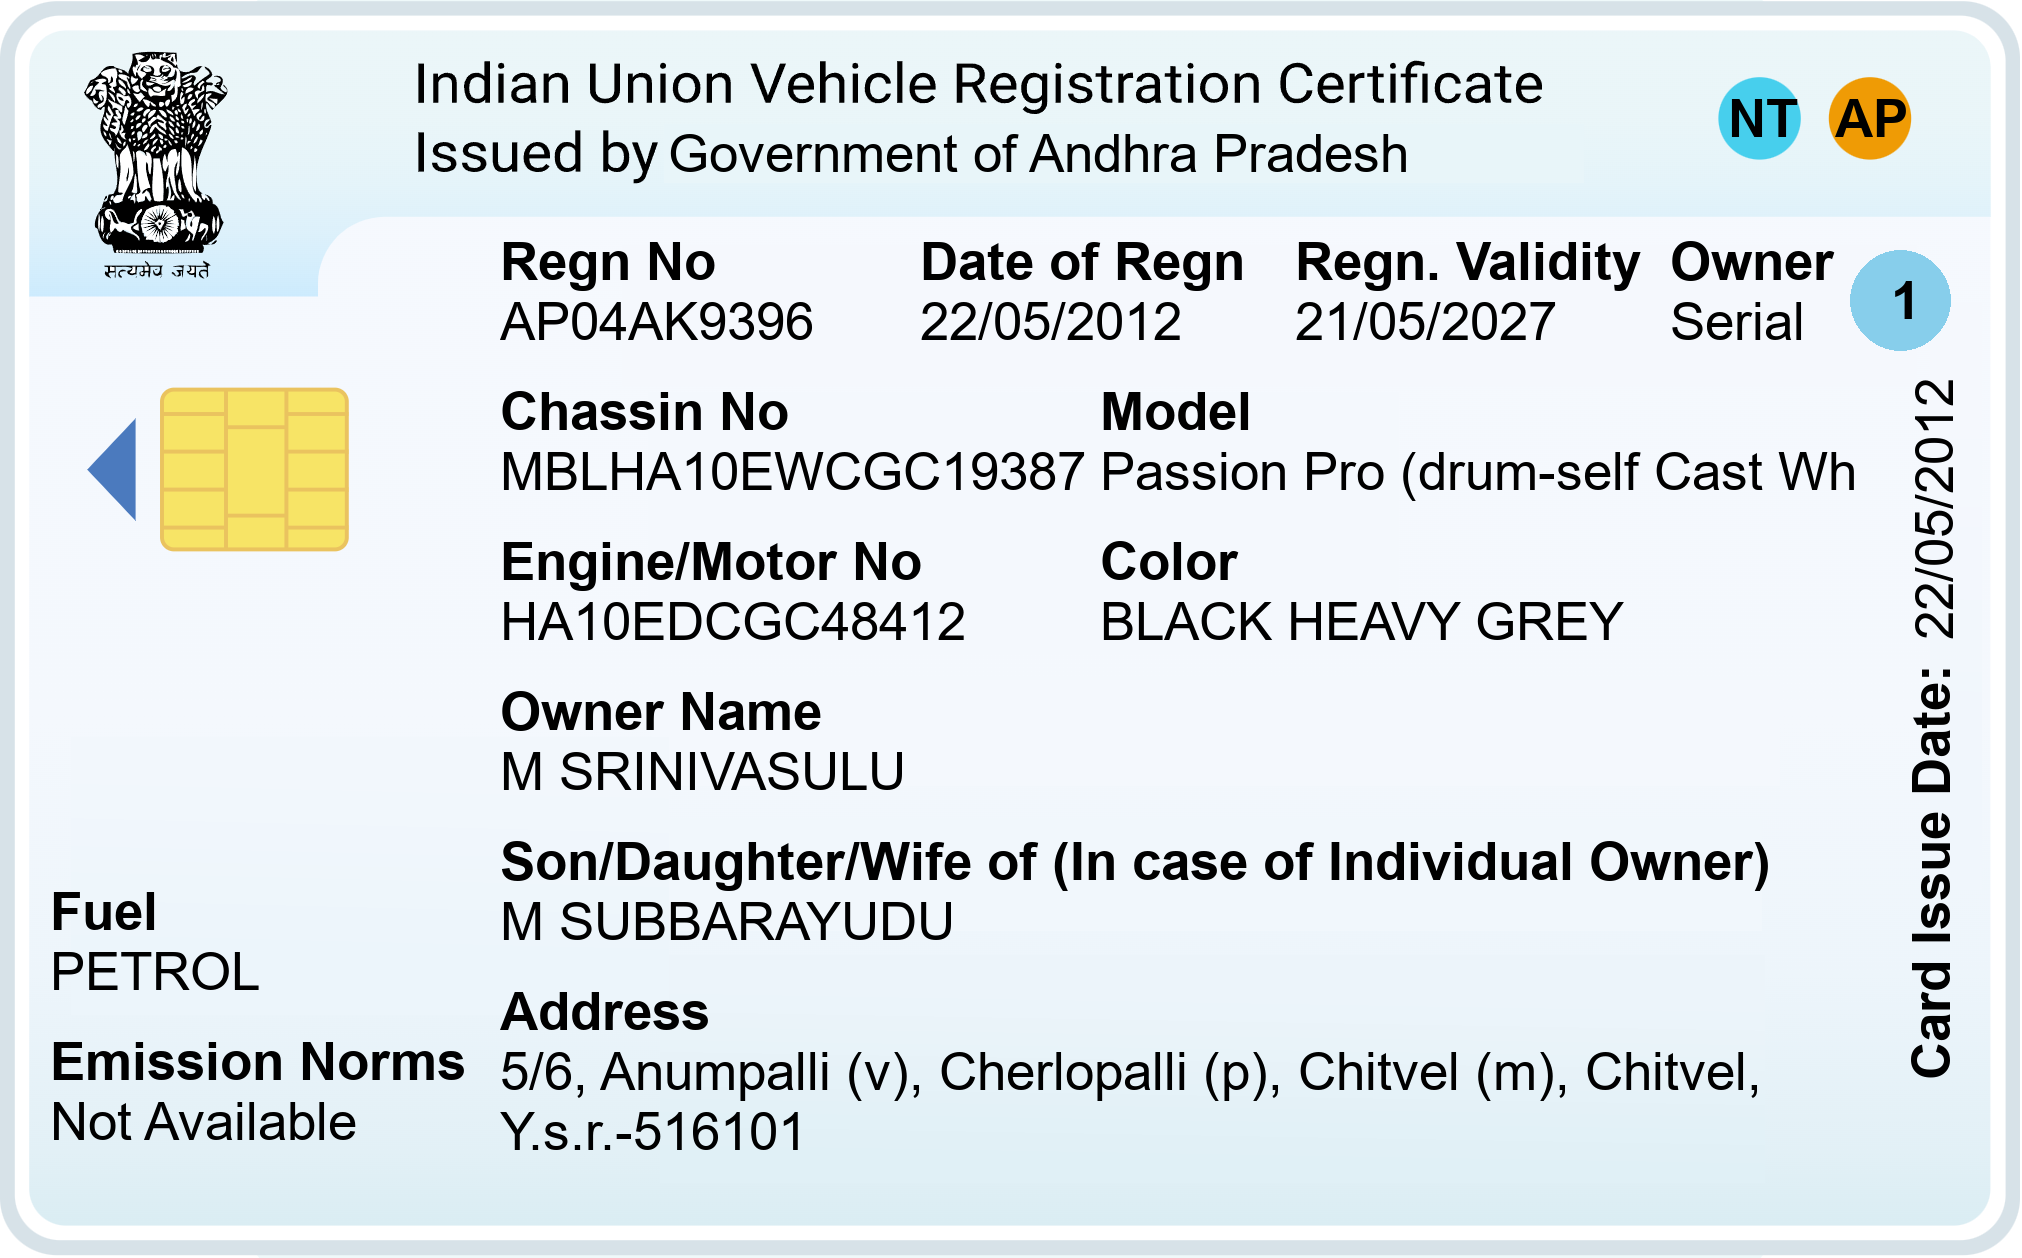 सत्यमेव जयते
Indian Union Vehicle Registration Certificate
Issued by Government of Andhra Pradesh
NT AP
Regn No Date of Regn Regn. Validity Owner
AP04AK9396 22/05/2012 21/05/2027 Serial 1
Chassin No Model
MBLHA10EWCGC19387 Passion Pro (drum-self Cast Wh
Engine/Motor No Color
HA10EDCGC48412 BLACK HEAVY GREY
Owner Name
M SRINIVASULU
Son/Daughter/Wife of (In case of Individual Owner)
M SUBBARAYUDU
Address
5/6, Anumpalli (v), Cherlopalli (p), Chitvel (m), Chitvel,
Y.s.r.-516101
Fuel
PETROL
Emission Norms
Not Available
Card Issue Date: 22/05/2012